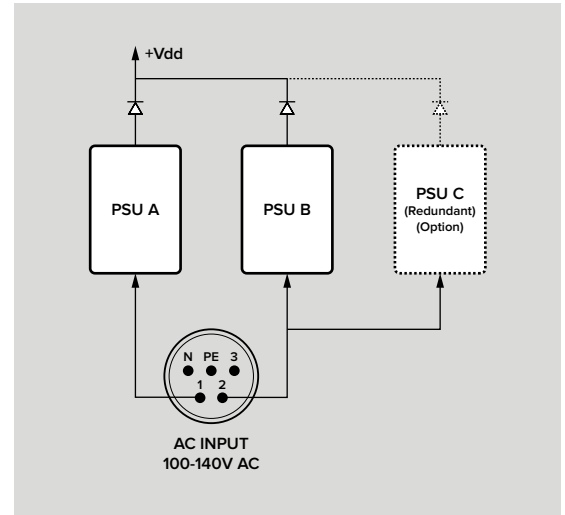 +Vdd
PSU A
PSU B
PSU C
(Redundant)
(Option)
N PE 3
1 2
AC INPUT
100-140V AC